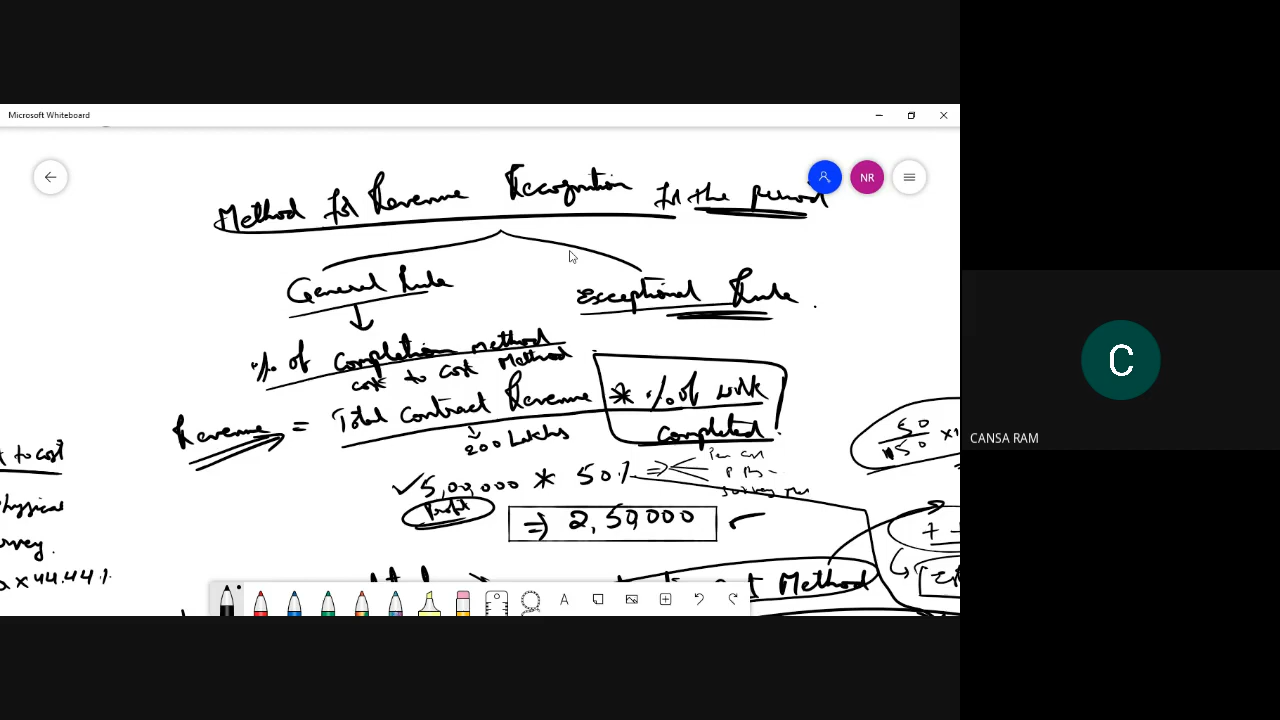 Microsoft Whiteboard
NR
Method for Revenue Recognition for the period
General Rule
Exceptional Rule.
% of completion method
cost to cost Method
Revenue = Total Contract Revenue * % of work completed.
200 Lakhs
5,00,000 * 50% ⇒
Profit
⇒ 2,50,000
t to cost
physical
survey.
x 44.44%
50
Method
C
CANSA RAM